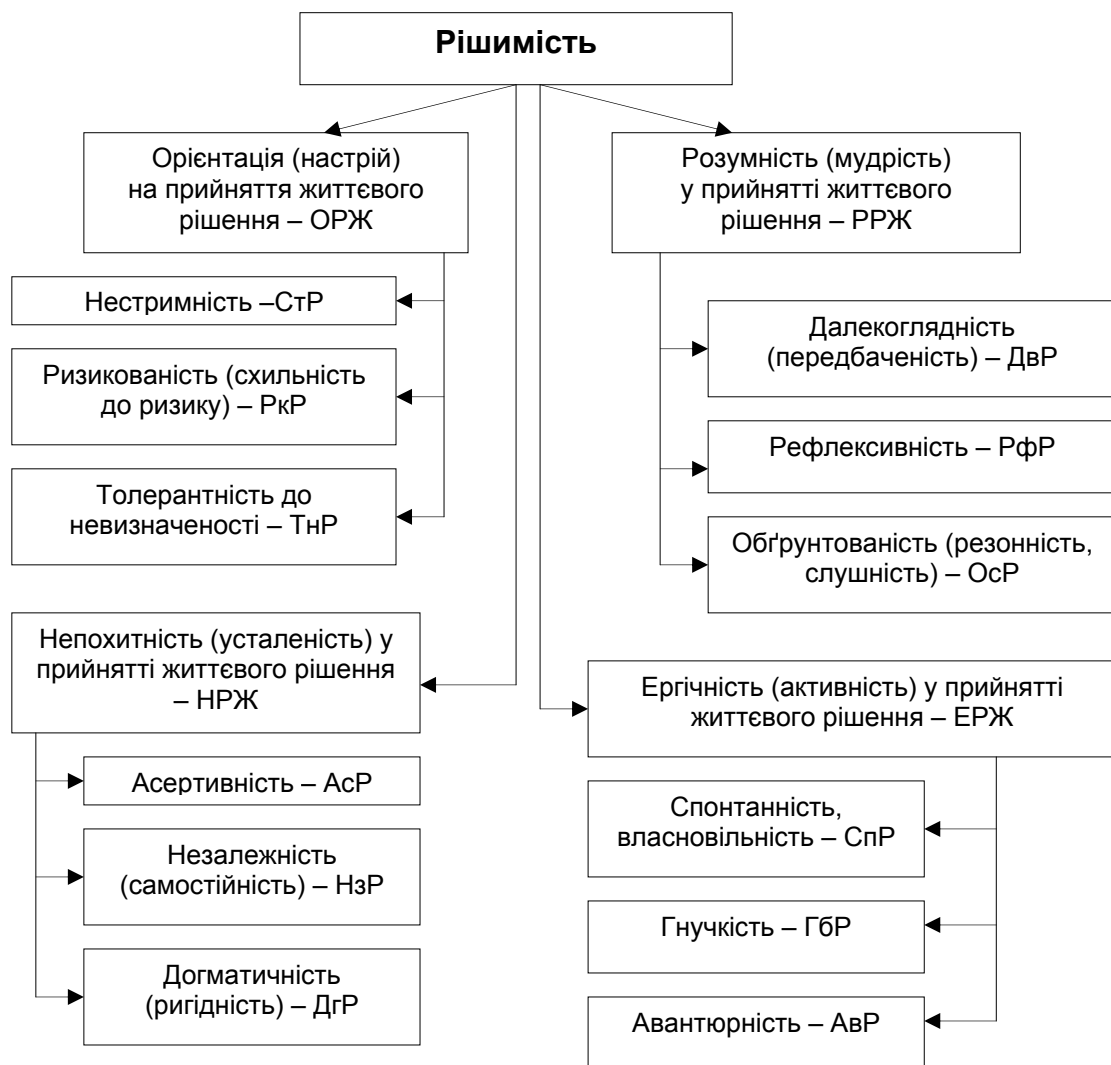 Рішимість
Орієнтація (настрій)
на прийняття життєвого
рішення – ОРЖ
Нестримність –СтР
Ризикованість (схильність
до ризику) – РкР
Толерантність до
невизначеності – ТнР
Розумність (мудрість)
у прийнятті життєвого
рішення – РРЖ
Далекоглядність
(передбаченість) – ДвР
Рефлексивність – РфР
Обґрунтованість (резонність,
слушність) – ОсР
Непохитність (усталеність) у
прийнятті життєвого рішення
– НРЖ
Асертивність – АсР
Незалежність
(самостійність) – НзР
Догматичність
(ригідність) – ДгР
Ергічність (активність) у прийнятті
життєвого рішення – ЕРЖ
Спонтанність,
власновільність – СпР
Гнучкість – ГбР
Авантюрність – АвР